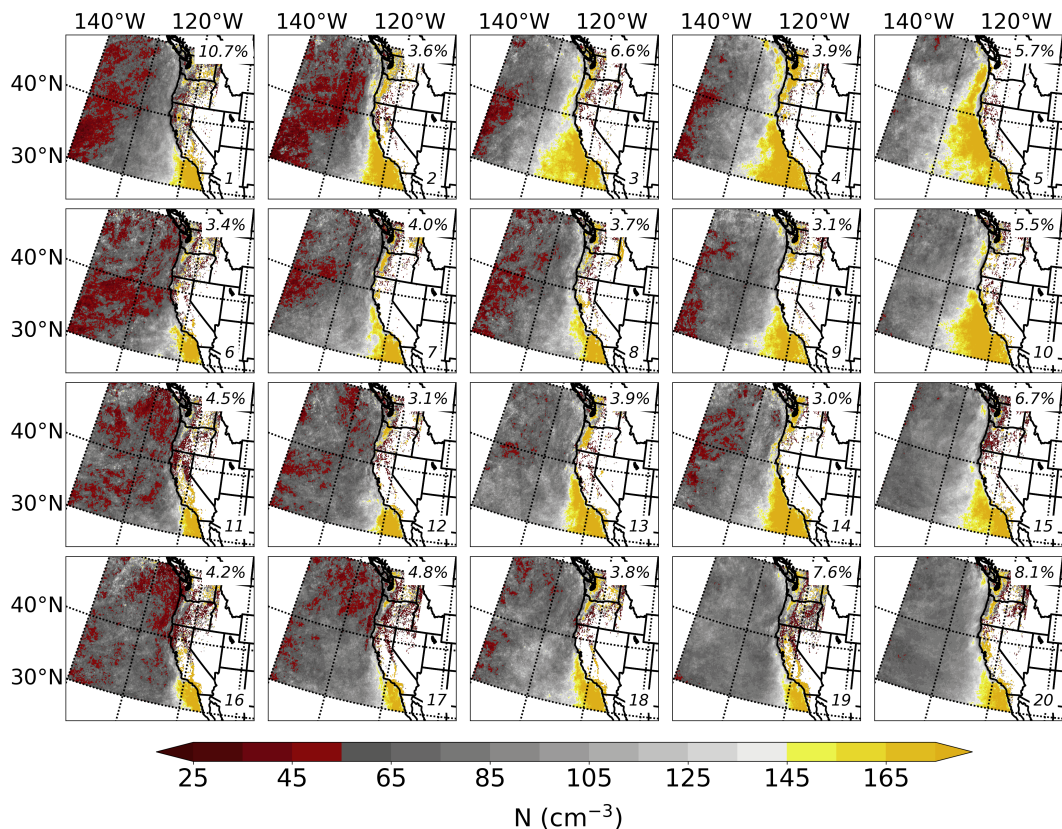 140°W 120°W 140°W 120°W 140°W 120°W 140°W 120°W 140°W 120°W
40°N 10.7% 3.6% 6.6% 3.9% 5.7%
30°N 1 2 3 4 5
40°N 3.4% 4.0% 3.7% 3.1% 5.5%
30°N 6 7 8 9 10
40°N 4.5% 3.1% 3.9% 3.0% 6.7%
30°N 11 12 13 14 15
40°N 4.2% 4.8% 3.8% 7.6% 8.1%
30°N 16 17 18 19 20
25 45 65 85 105 125 145 165
N (cm⁻³)